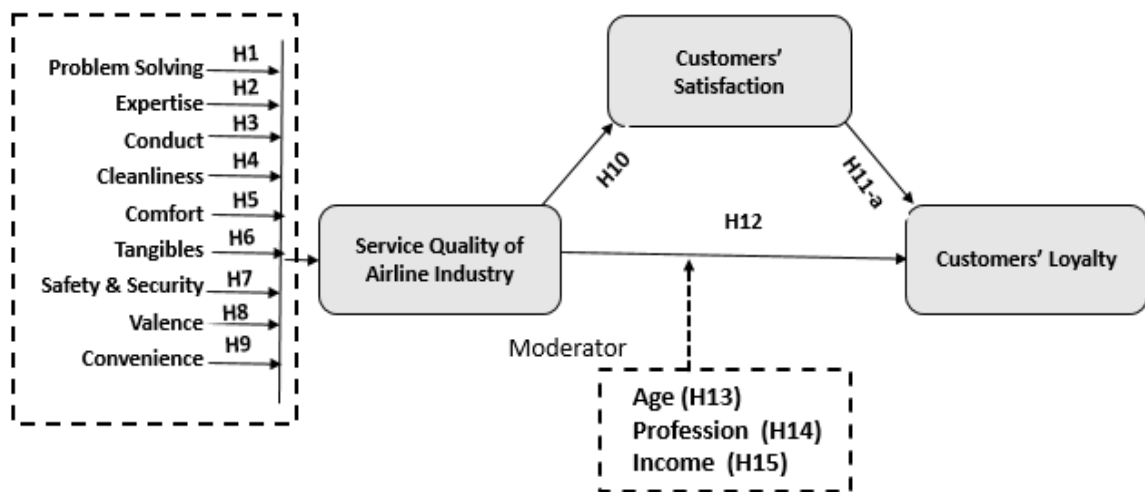 H1
Problem Solving
H2
Expertise
H3
Conduct
H4
Cleanliness
H5
Comfort
H6
Tangibles
H7
Safety & Security
H8
Valence
H9
Convenience
Service Quality of
Airline Industry
H10
Customers'
Satisfaction
H11-a
H12
Customers' Loyalty
Moderator
Age (H13)
Profession (H14)
Income (H15)